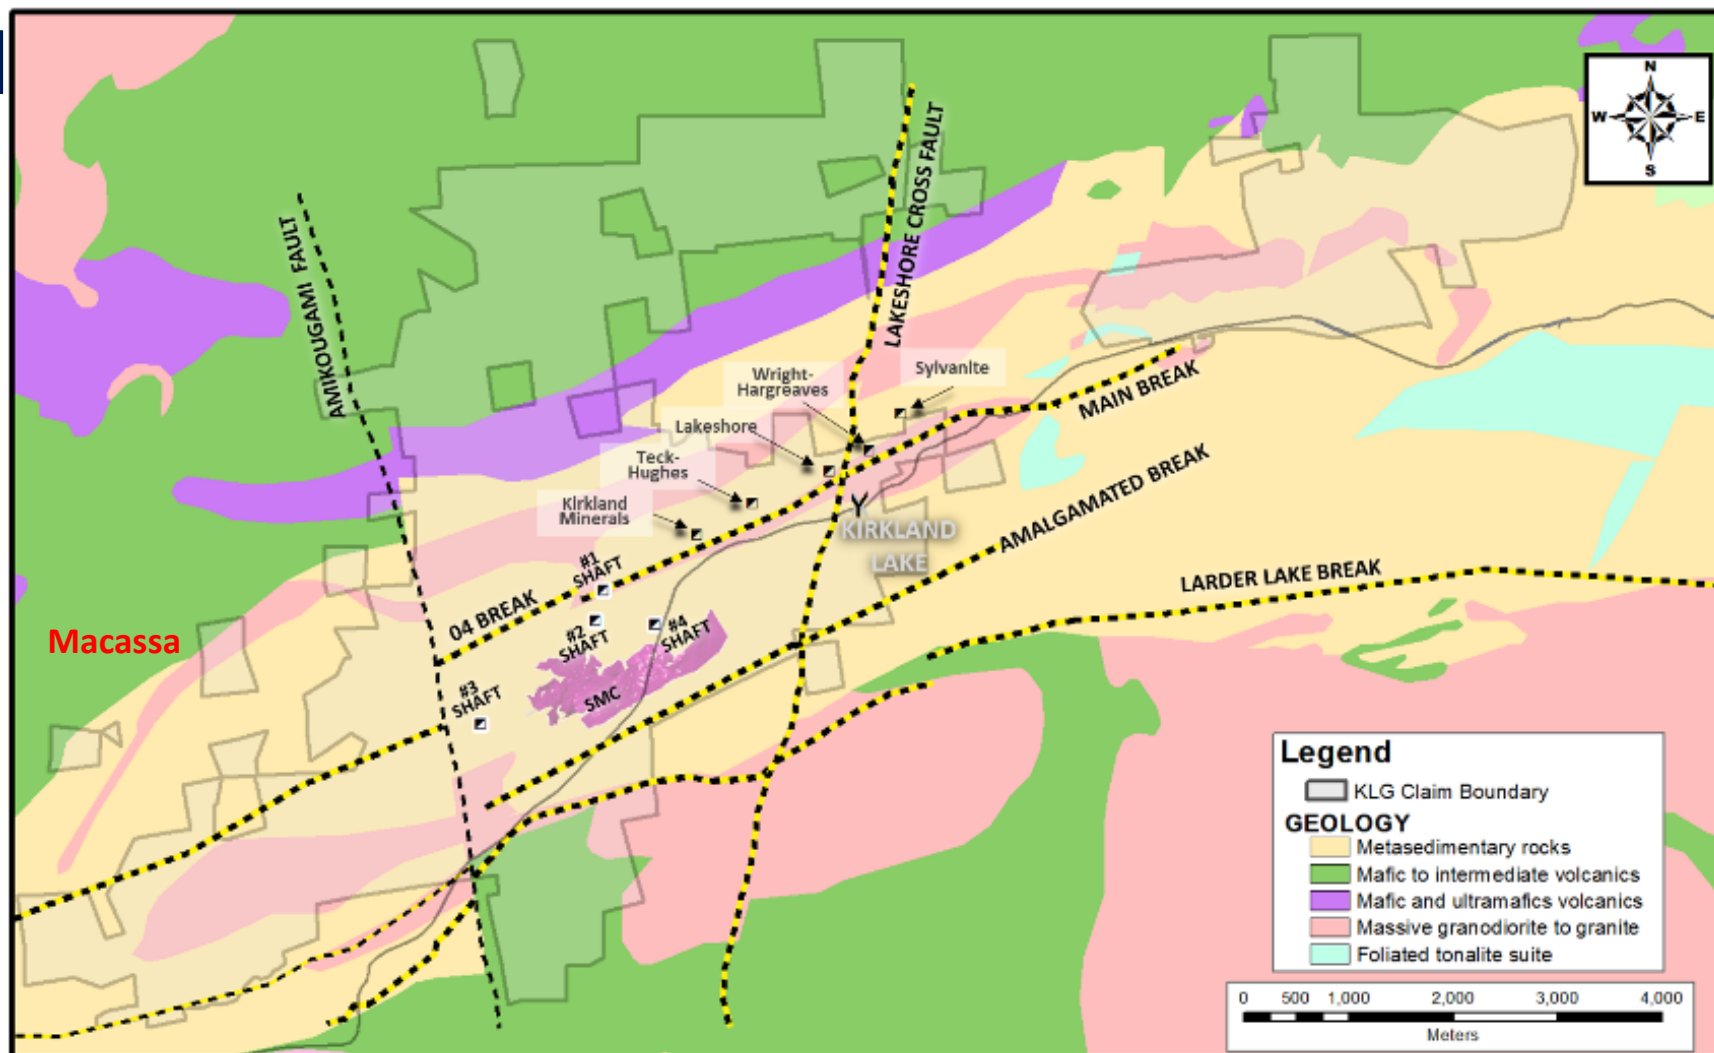 N
W
E
S
LAKESHORE CROSS FAULT
AMIKOUGAMI FAULT
Wright-
Hargreaves
Sylvanite
Lakeshore
Teck-
Hughes
Kirkland
Minerals
MAIN BREAK
AMALGAMATED BREAK
KIRKLAND
LAKE
LARDER LAKE BREAK
#1
SHAFT
04 BREAK
#2
SHAFT
#4
SHAFT
Macassa
#3
SHAFT
SMC
Legend
KLG Claim Boundary
GEOLOGY
Metasedimentary rocks
Mafic to intermediate volcanics
Mafic and ultramafics volcanics
Massive granodiorite to granite
Foliated tonalite suite
0 500 1,000 2,000 3,000 4,000
Meters